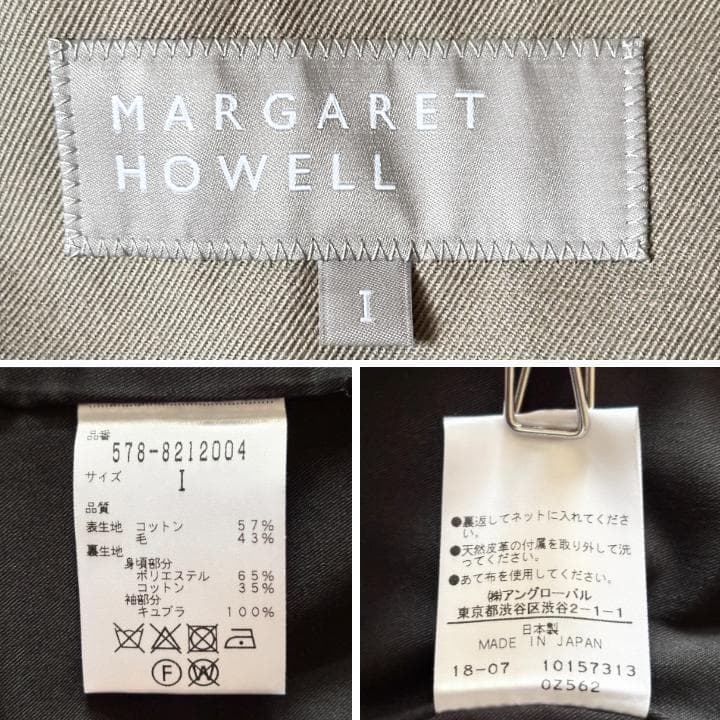 MARGARET
HOWELL
I
品番
578-8212004
サイズ
I
品質
表生地 コットン 57%
毛 43%
裏生地
身頃部分
ポリエステル 65%
コットン 35%
袖部分
キュプラ 100%
F W
●裏返してネットに入れてくださ
い。
●天然皮革の付属を取り外して洗
ってください。
●あて布を使用してください。
㈱アングローバル
東京都渋谷区渋谷2-1-1
日本製
MADE IN JAPAN
18-07 10157313
0Z562